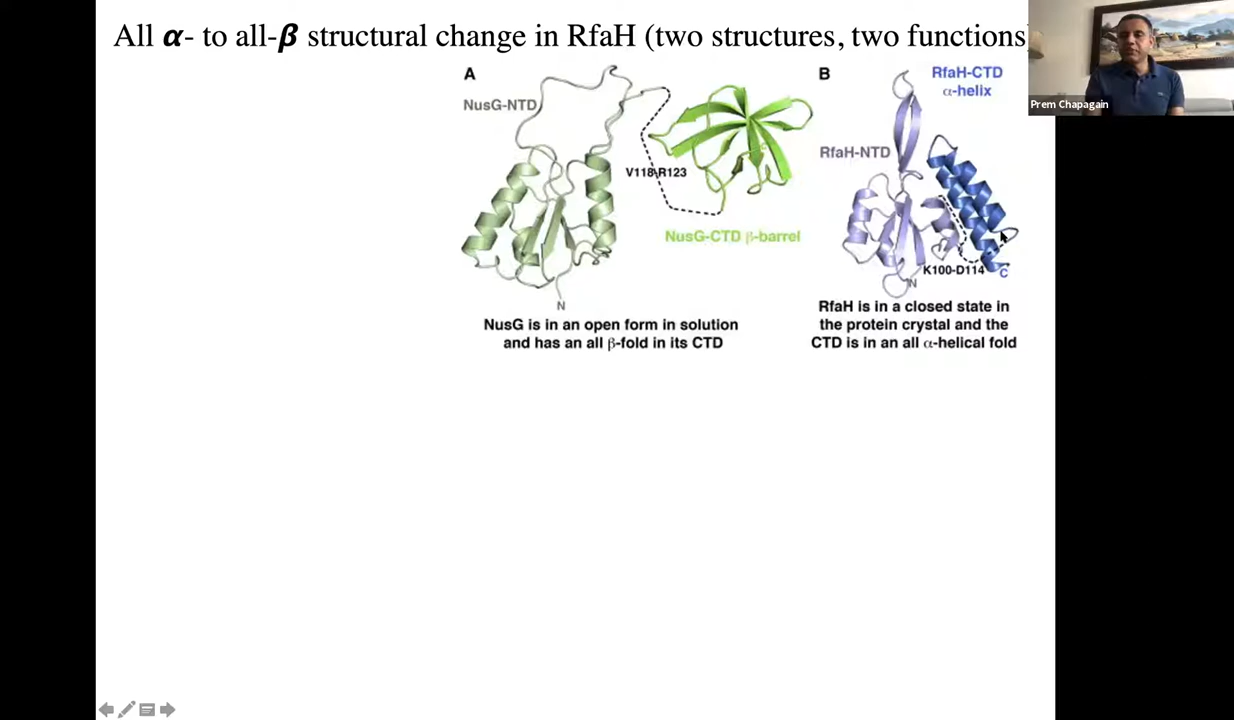 All α- to all-β structural change in RfaH (two structures, two functions
Prem Chapagain
A
NusG-NTD
V118-R123
NusG-CTD β-barrel
N
NusG is in an open form in solution
and has an all β-fold in its CTD
B
RfaH-CTD
α-helix
RfaH-NTD
K100-D114
C
N
RfaH is in a closed state in
the protein crystal and the
CTD is in an all α-helical fold